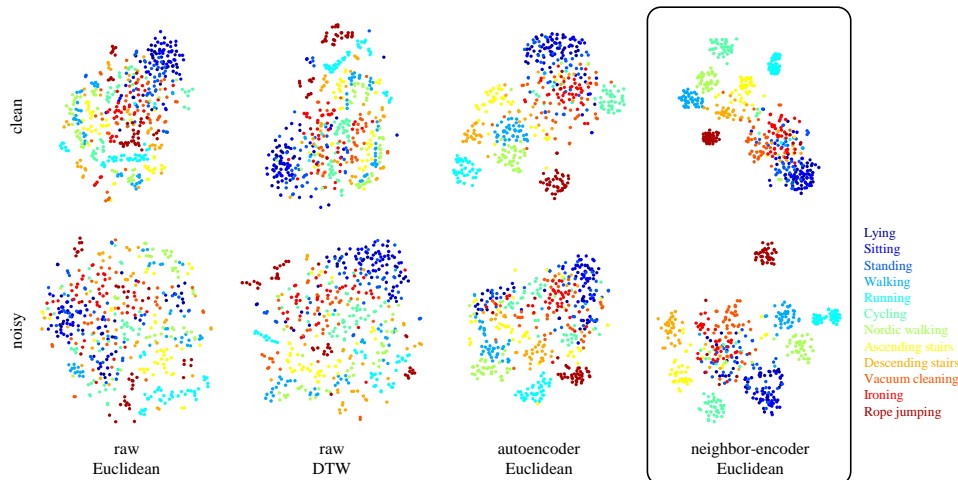 clean
noisy
Lying
Sitting
Standing
Walking
Running
Cycling
Nordic walking
Ascending stairs
Descending stairs
Vacuum cleaning
Ironing
Rope jumping
raw
Euclidean
raw
DTW
autoencoder
Euclidean
neighbor-encoder
Euclidean